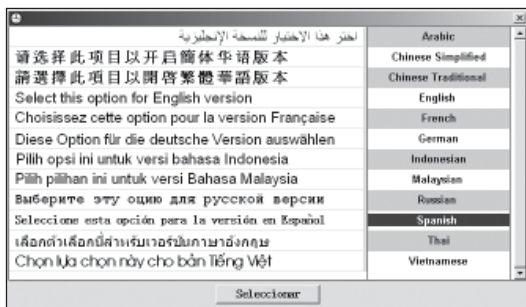 اختر هذا الاختيار للنسخة الإنجليزية Arabic
请选择此项目以开启简体华语版本 Chinese Simplified
請選擇此項目以開啓繁體華語版本 Chinese Traditional
Select this option for English version English
Choisissez cette option pour la version Française French
Diese Option für die deutsche Version auswählen German
Pilih opsi ini untuk versi bahasa Indonesia Indonesian
Pilih pilihan ini untuk versi Bahasa Malaysia Malaysian
Выберите эту оцию для русской версии Russian
Seleccione esta opción para la versión en Español Spanish
เลือกตัวเลือกนี้สำหรับเวอร์ชันภาษาอังกฤษ Thai
Chọn lựa chọn này cho bản Tiếng Việt Vietnamese
Seleccionar